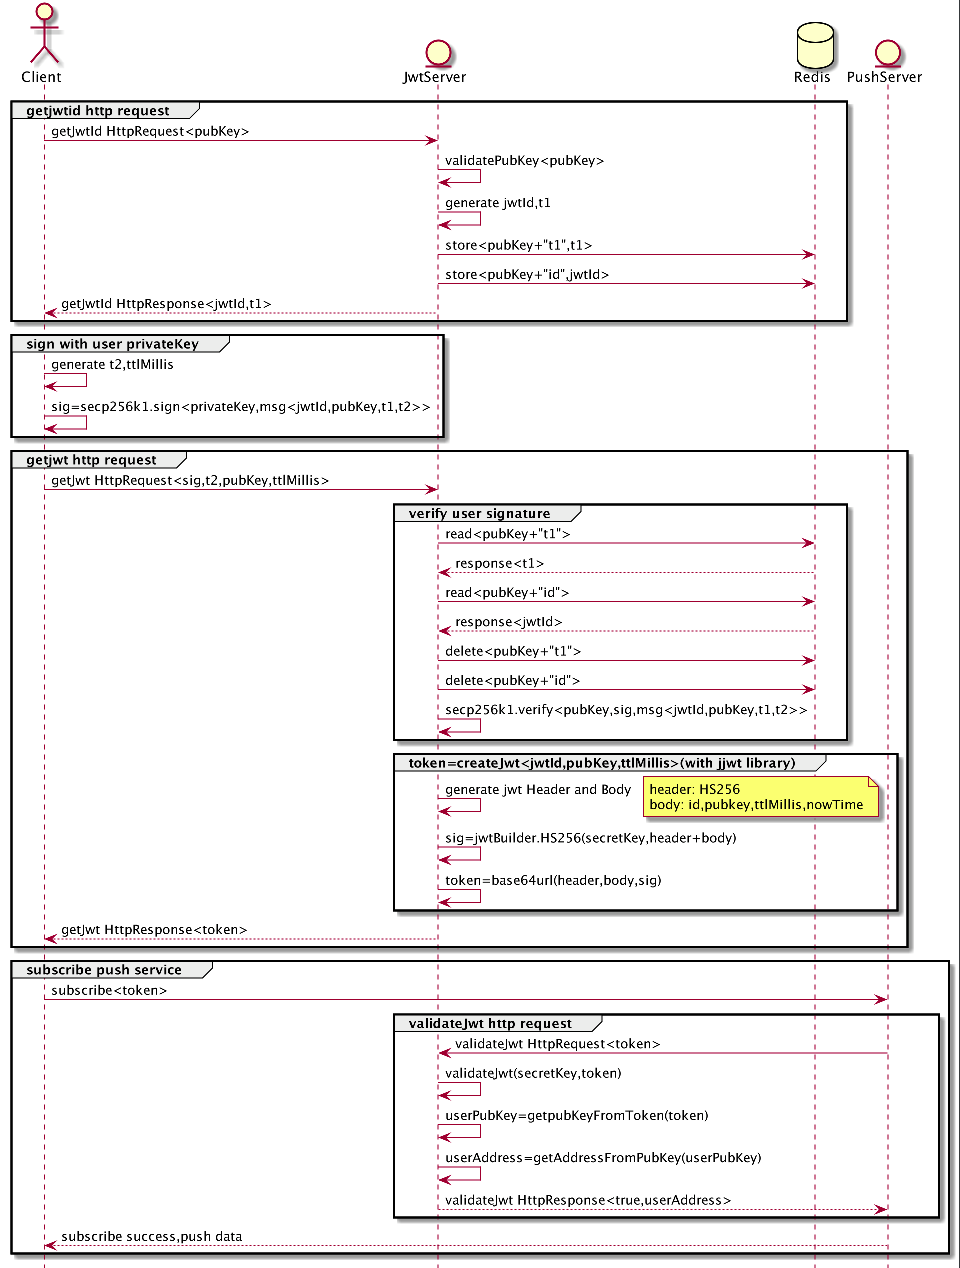 Client
JwtServer
Redis
PushServer
getjwtid http request
getJwtId HttpRequest<pubKey>
validatePubKey<pubKey>
generate jwtId,t1
store<pubKey+"t1",t1>
store<pubKey+"id",jwtId>
getJwtId HttpResponse<jwtId,t1>
sign with user privateKey
generate t2,ttlMillis
sig=secp256k1.sign<privateKey,msg<jwtId,pubKey,t1,t2>>
getjwt http request
getJwt HttpRequest<sig,t2,pubKey,ttlMillis>
verify user signature
read<pubKey+"t1">
response<t1>
read<pubKey+"id">
response<jwtId>
delete<pubKey+"t1">
delete<pubKey+"id">
secp256k1.verify<pubKey,sig,msg<jwtId,pubKey,t1,t2>>
token=createJwt<jwtId,pubKey,ttlMillis>(with jjwt library)
generate jwt Header and Body
header: HS256
body: id,pubkey,ttlMillis,nowTime
sig=jwtBuilder.HS256(secretKey,header+body)
token=base64url(header,body,sig)
getJwt HttpResponse<token>
subscribe push service
subscribe<token>
validateJwt http request
validateJwt HttpRequest<token>
validateJwt(secretKey,token)
userPubKey=getpubKeyFromToken(token)
userAddress=getAddressFromPubKey(userPubKey)
validateJwt HttpResponse<true,userAddress>
subscribe success,push data